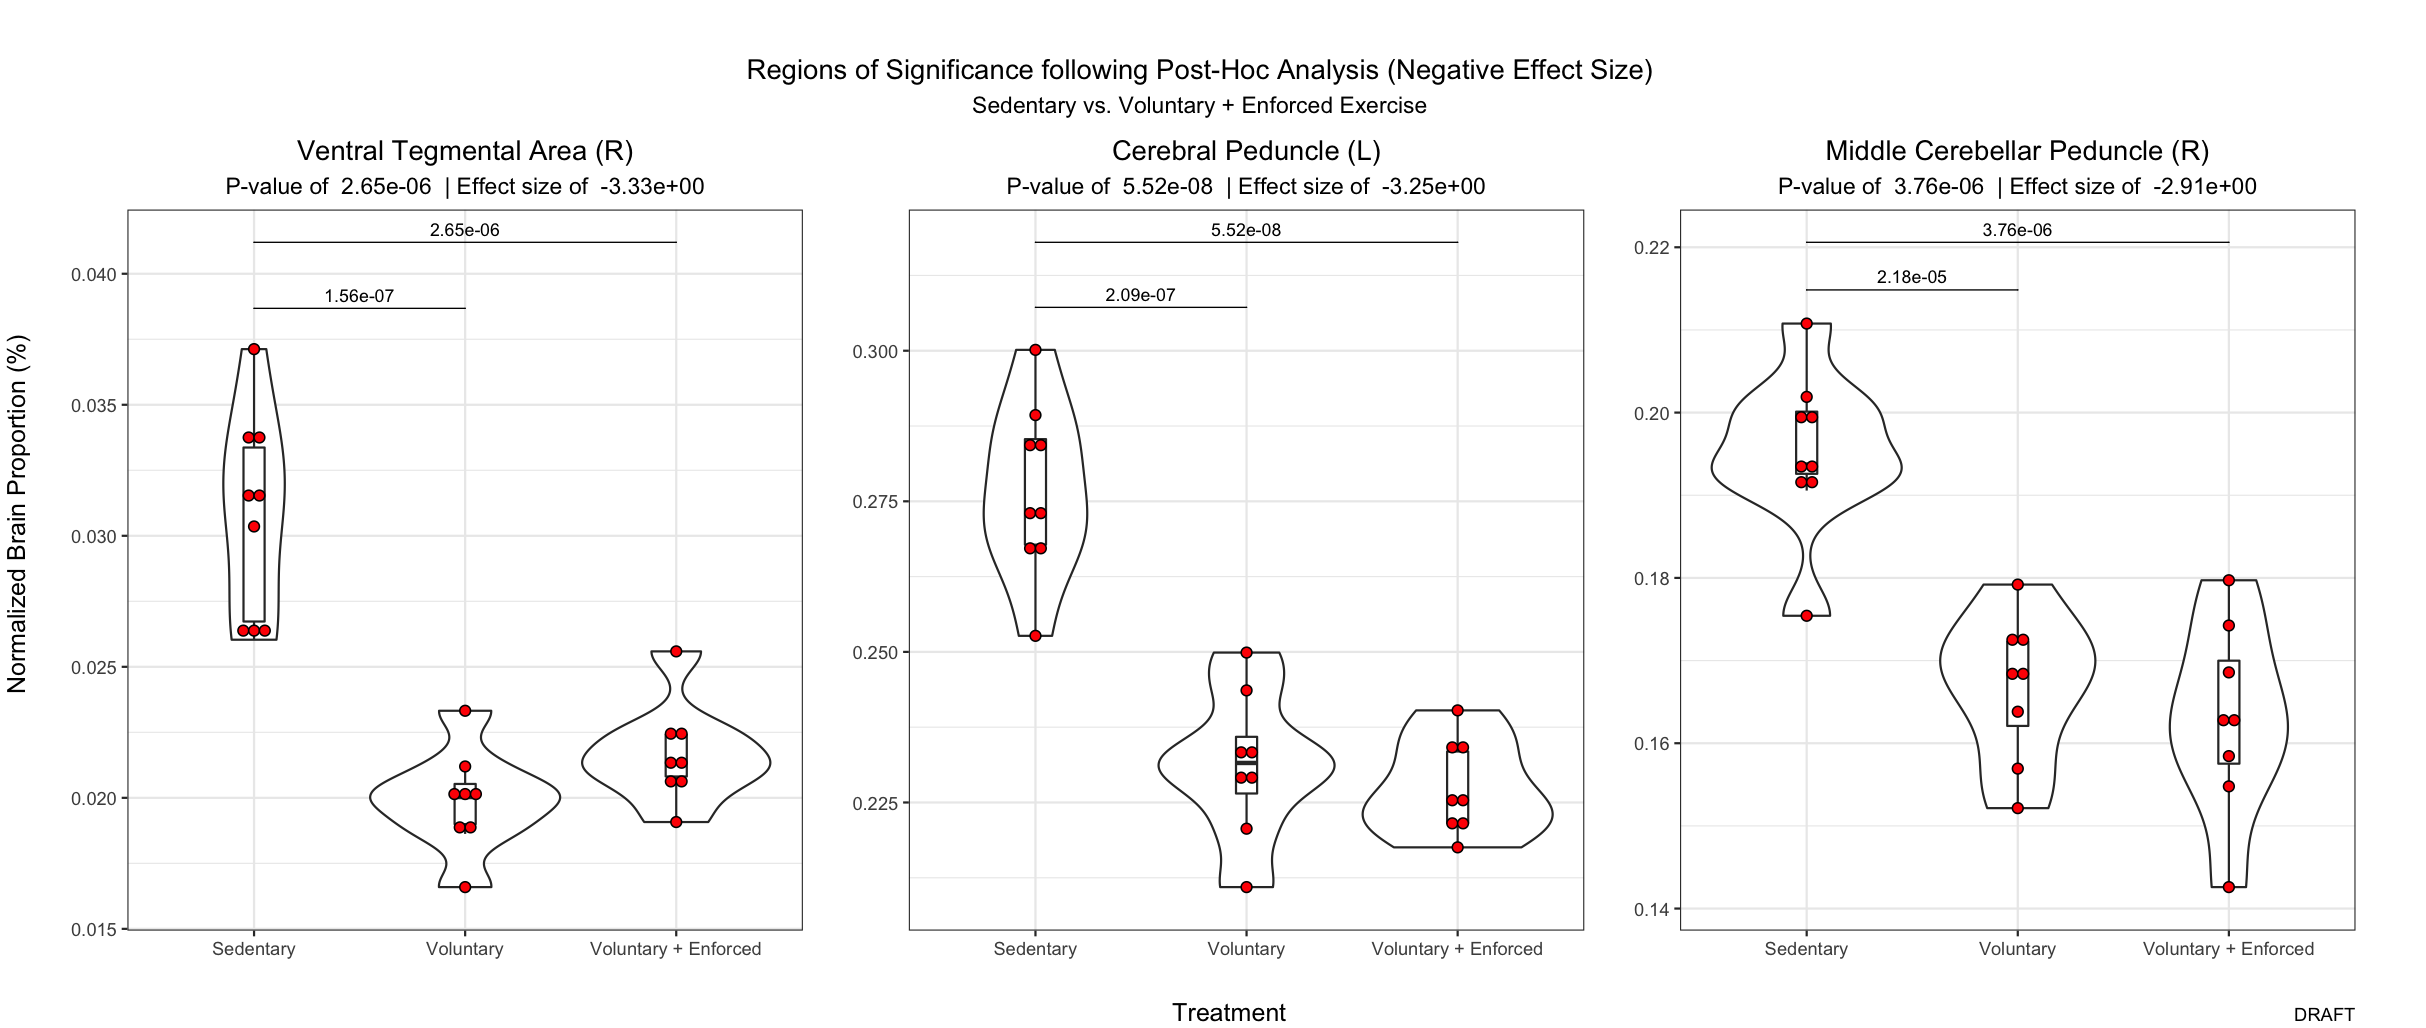 Regions of Significance following Post-Hoc Analysis (Negative Effect Size)
Sedentary vs. Voluntary + Enforced Exercise
Normalized Brain Proportion (%)
Ventral Tegmental Area (R)
P-value of 2.65e-06 | Effect size of -3.33e+00
2.65e-06
1.56e-07
0.040
0.035
0.030
0.025
0.020
0.015
Sedentary Voluntary Voluntary + Enforced
Cerebral Peduncle (L)
P-value of 5.52e-08 | Effect size of -3.25e+00
5.52e-08
2.09e-07
0.300
0.275
0.250
0.225
Sedentary Voluntary Voluntary + Enforced
Middle Cerebellar Peduncle (R)
P-value of 3.76e-06 | Effect size of -2.91e+00
3.76e-06
2.18e-05
0.22
0.20
0.18
0.16
0.14
Sedentary Voluntary Voluntary + Enforced
Treatment
DRAFT